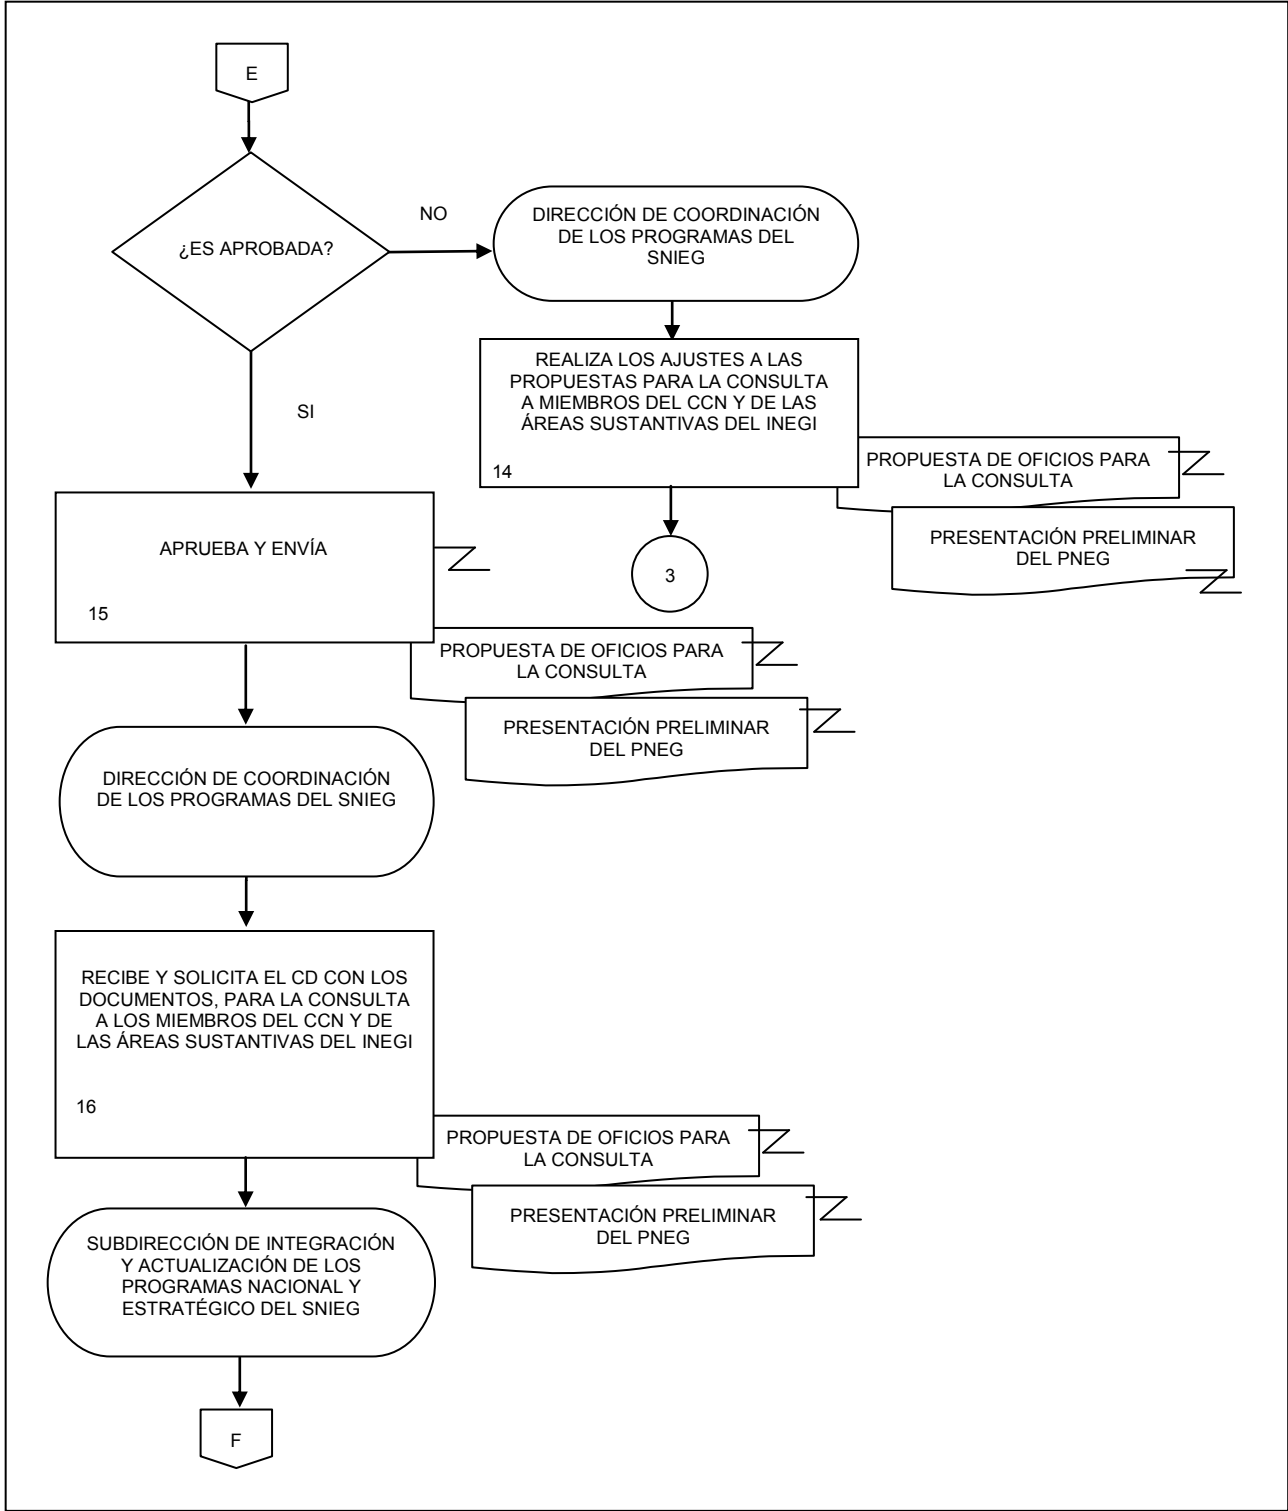 E
¿ES APROBADA?
NO
DIRECCIÓN DE COORDINACIÓN
DE LOS PROGRAMAS DEL
SNIEG
REALIZA LOS AJUSTES A LAS
PROPUESTAS PARA LA CONSULTA
A MIEMBROS DEL CCN Y DE LAS
ÁREAS SUSTANTIVAS DEL INEGI
14
PROPUESTA DE OFICIOS PARA
LA CONSULTA
PRESENTACIÓN PRELIMINAR
DEL PNEG
3
SI
APRUEBA Y ENVÍA
15
PROPUESTA DE OFICIOS PARA
LA CONSULTA
PRESENTACIÓN PRELIMINAR
DEL PNEG
DIRECCIÓN DE COORDINACIÓN
DE LOS PROGRAMAS DEL SNIEG
RECIBE Y SOLICITA EL CD CON LOS
DOCUMENTOS, PARA LA CONSULTA
A LOS MIEMBROS DEL CCN Y DE
LAS ÁREAS SUSTANTIVAS DEL INEGI
16
PROPUESTA DE OFICIOS PARA
LA CONSULTA
PRESENTACIÓN PRELIMINAR
DEL PNEG
SUBDIRECCIÓN DE INTEGRACIÓN
Y ACTUALIZACIÓN DE LOS
PROGRAMAS NACIONAL Y
ESTRATÉGICO DEL SNIEG
F